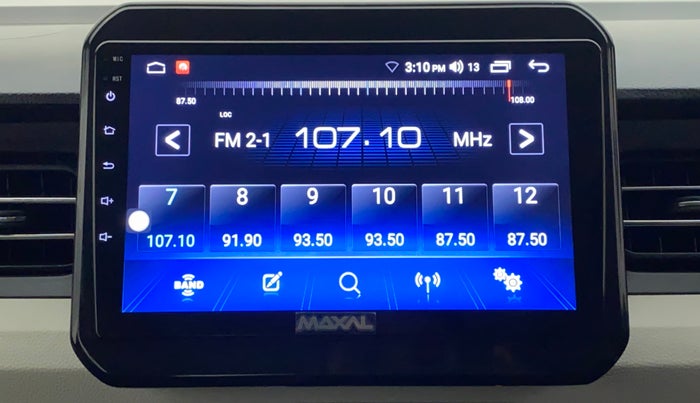 MIC
3:10 PM 13
RST
87.50 108.00
LOC
FM 2-1 107.10 MHz
7 8 9 10 11 12
107.10 91.90 93.50 93.50 87.50 87.50
BAND
MAXAL